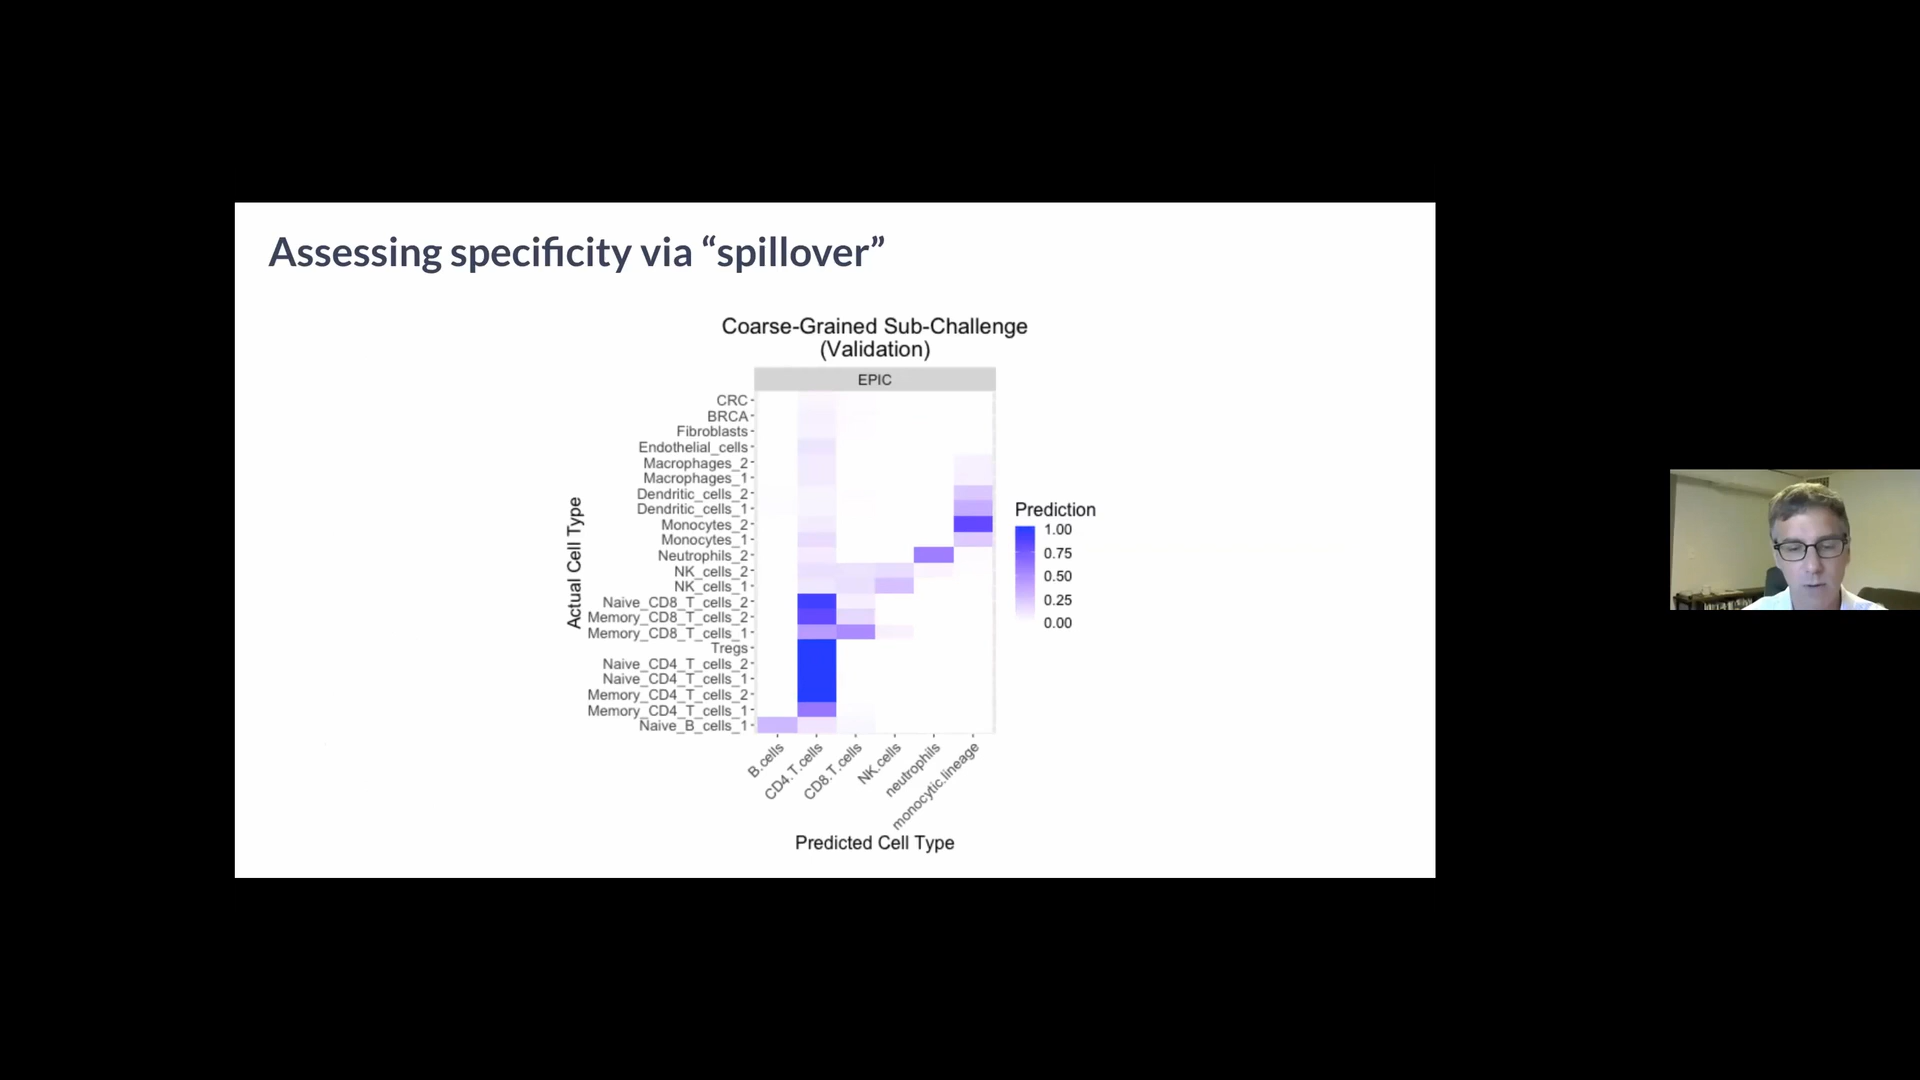 Assessing specificity via “spillover”
Coarse-Grained Sub-Challenge
(Validation)
EPIC
CRC
BRCA
Fibroblasts
Endothelial_cells
Macrophages_2
Macrophages_1
Dendritic_cells_2
Dendritic_cells_1
Monocytes_2
Monocytes_1
Neutrophils_2
NK_cells_2
NK_cells_1
Naive_CD8_T_cells_2
Memory_CD8_T_cells_2
Memory_CD8_T_cells_1
Tregs
Naive_CD4_T_cells_2
Naive_CD4_T_cells_1
Memory_CD4_T_cells_2
Memory_CD4_T_cells_1
Naive_B_cells_1
Actual Cell Type
B.cells
CD4.T.cells
CD8.T.cells
NK.cells
neutrophils
monocytic.lineage
Predicted Cell Type
Prediction
1.00
0.75
0.50
0.25
0.00